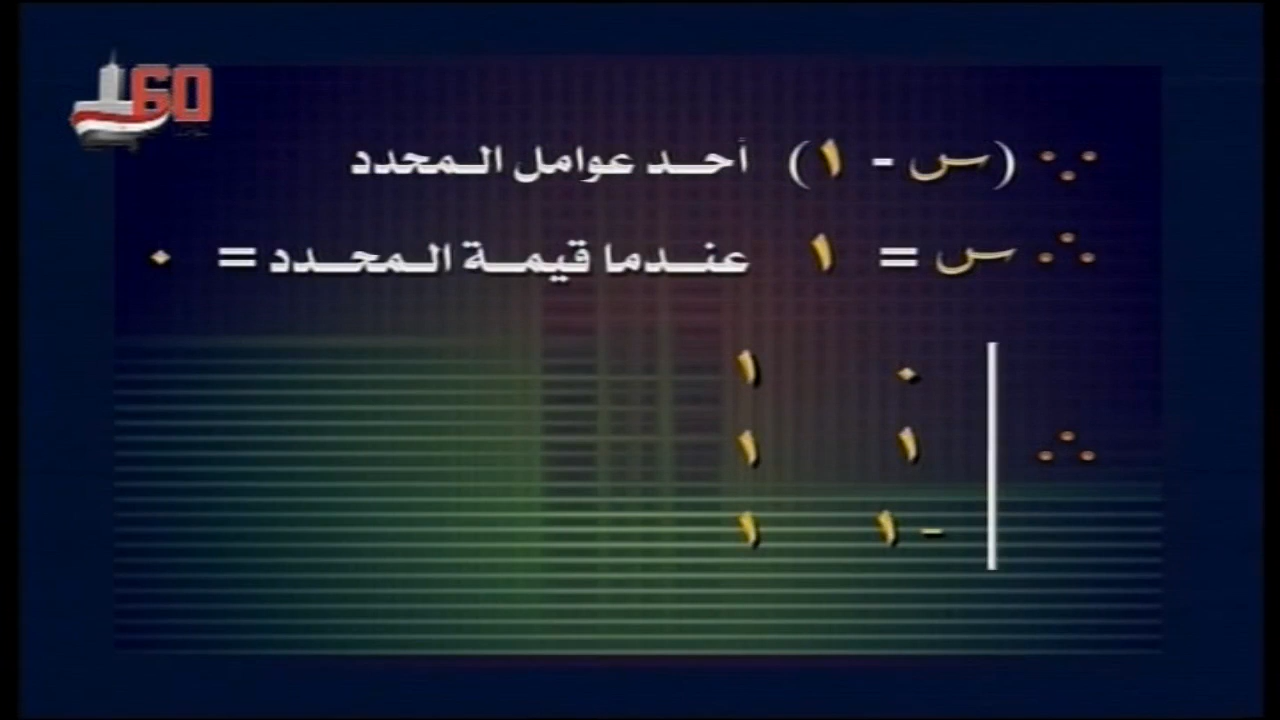 60
∵ (س - ١) أحد عوامل المحدد
∴ س = ١ عندما قيمة المحدد = ٠
٠ ١
∴ | ١ ١
- ١ ١